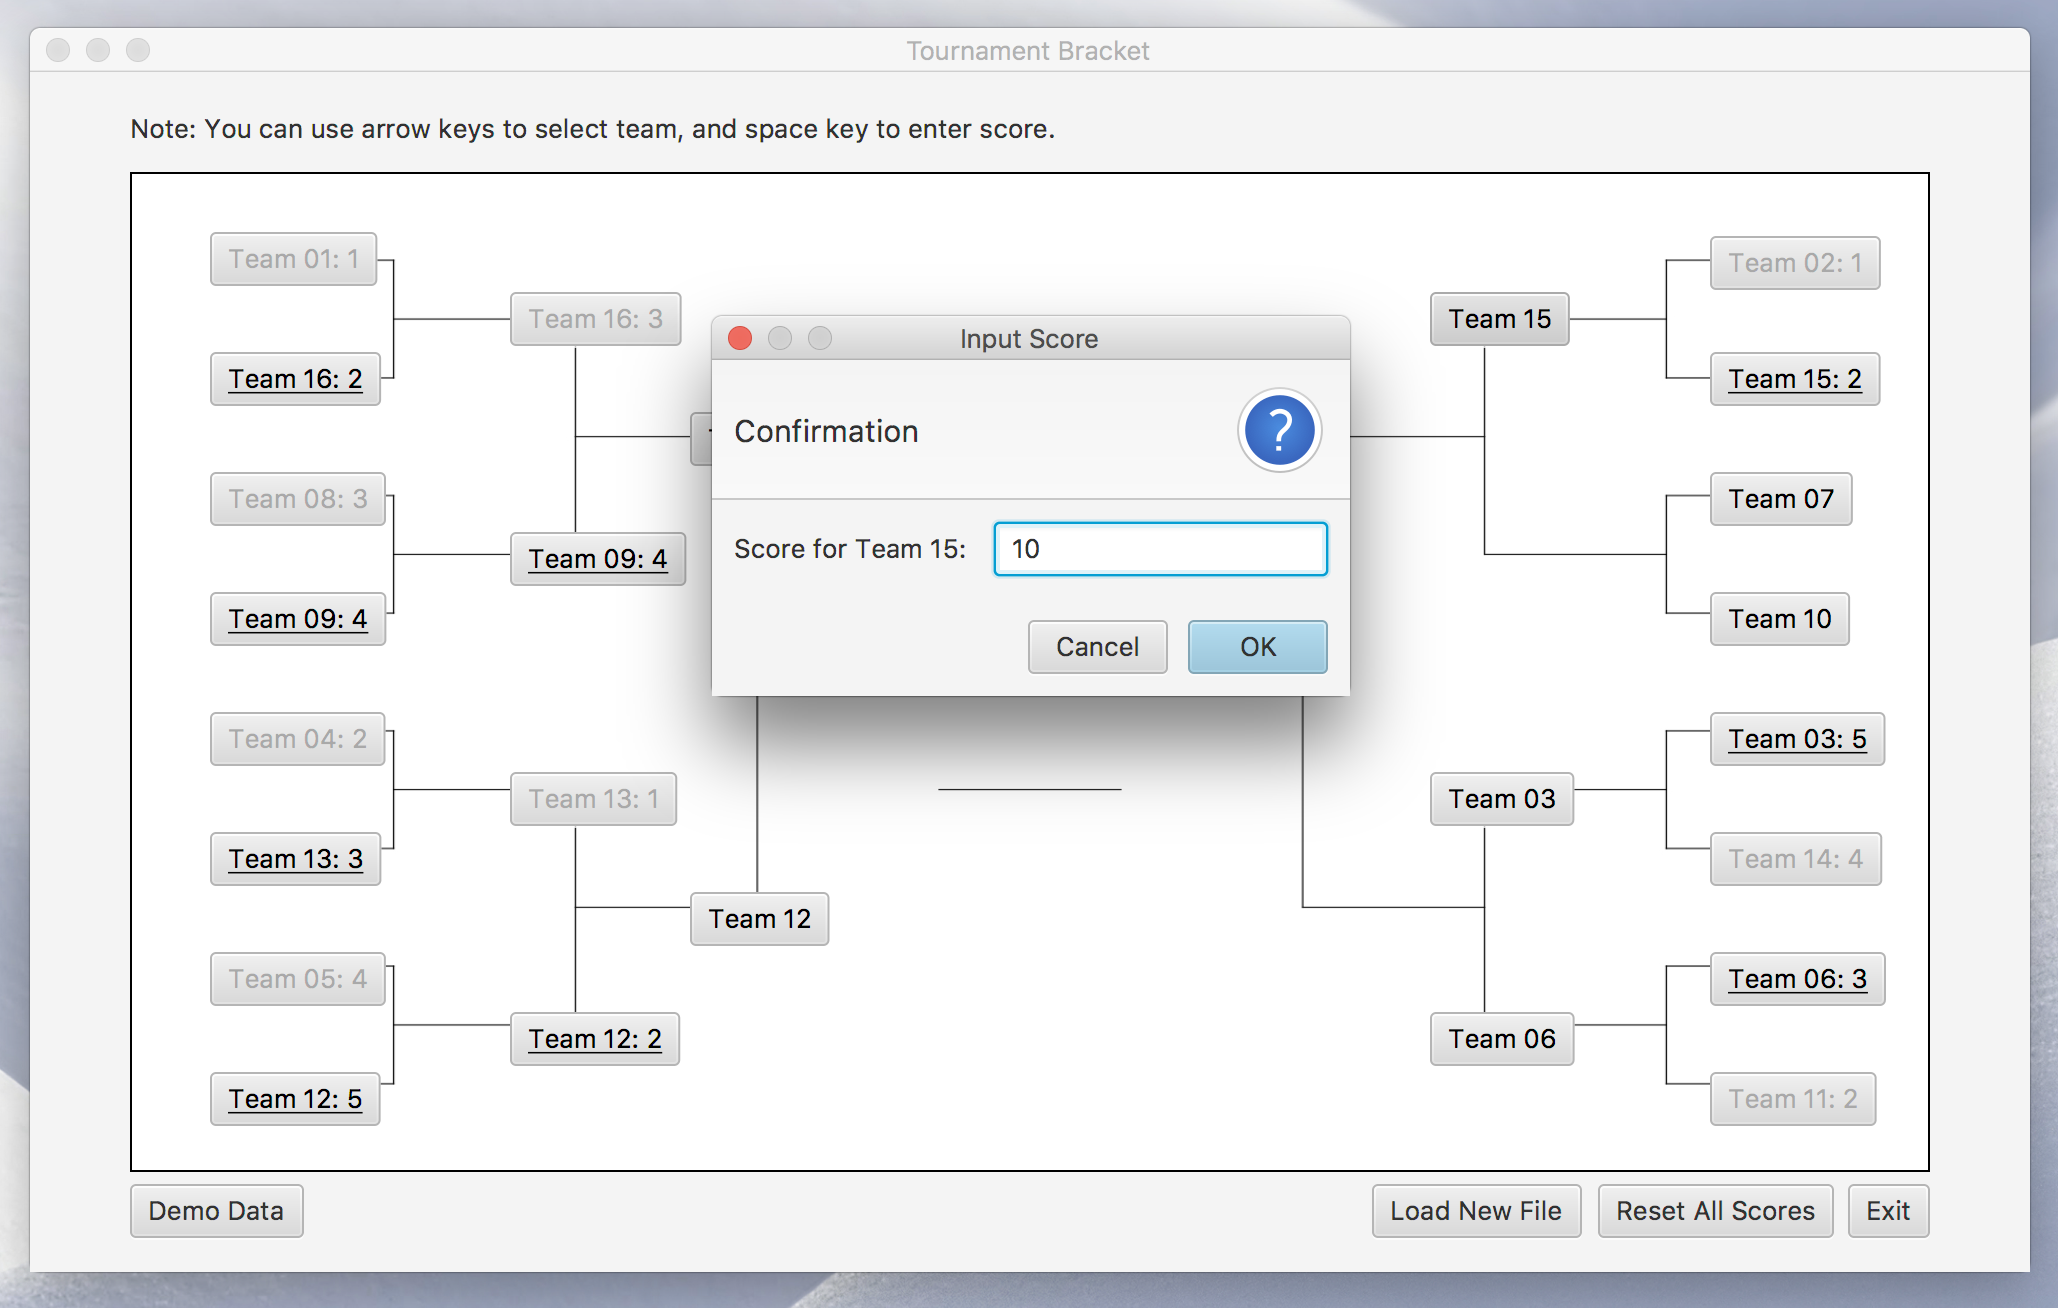 Tournament Bracket
Note: You can use arrow keys to select team, and space key to enter score.
Team 01: 1
Team 16: 2
Team 08: 3
Team 09: 4
Team 04: 2
Team 13: 3
Team 05: 4
Team 12: 5
Team 16: 3
Team 09: 4
Team 13: 1
Team 12: 2
Team 12
Input Score
Confirmation
?
Score for Team 15: 10
Cancel OK
Team 15
Team 03
Team 06
Team 02: 1
Team 15: 2
Team 07
Team 10
Team 03: 5
Team 14: 4
Team 06: 3
Team 11: 2
Demo Data Load New File Reset All Scores Exit